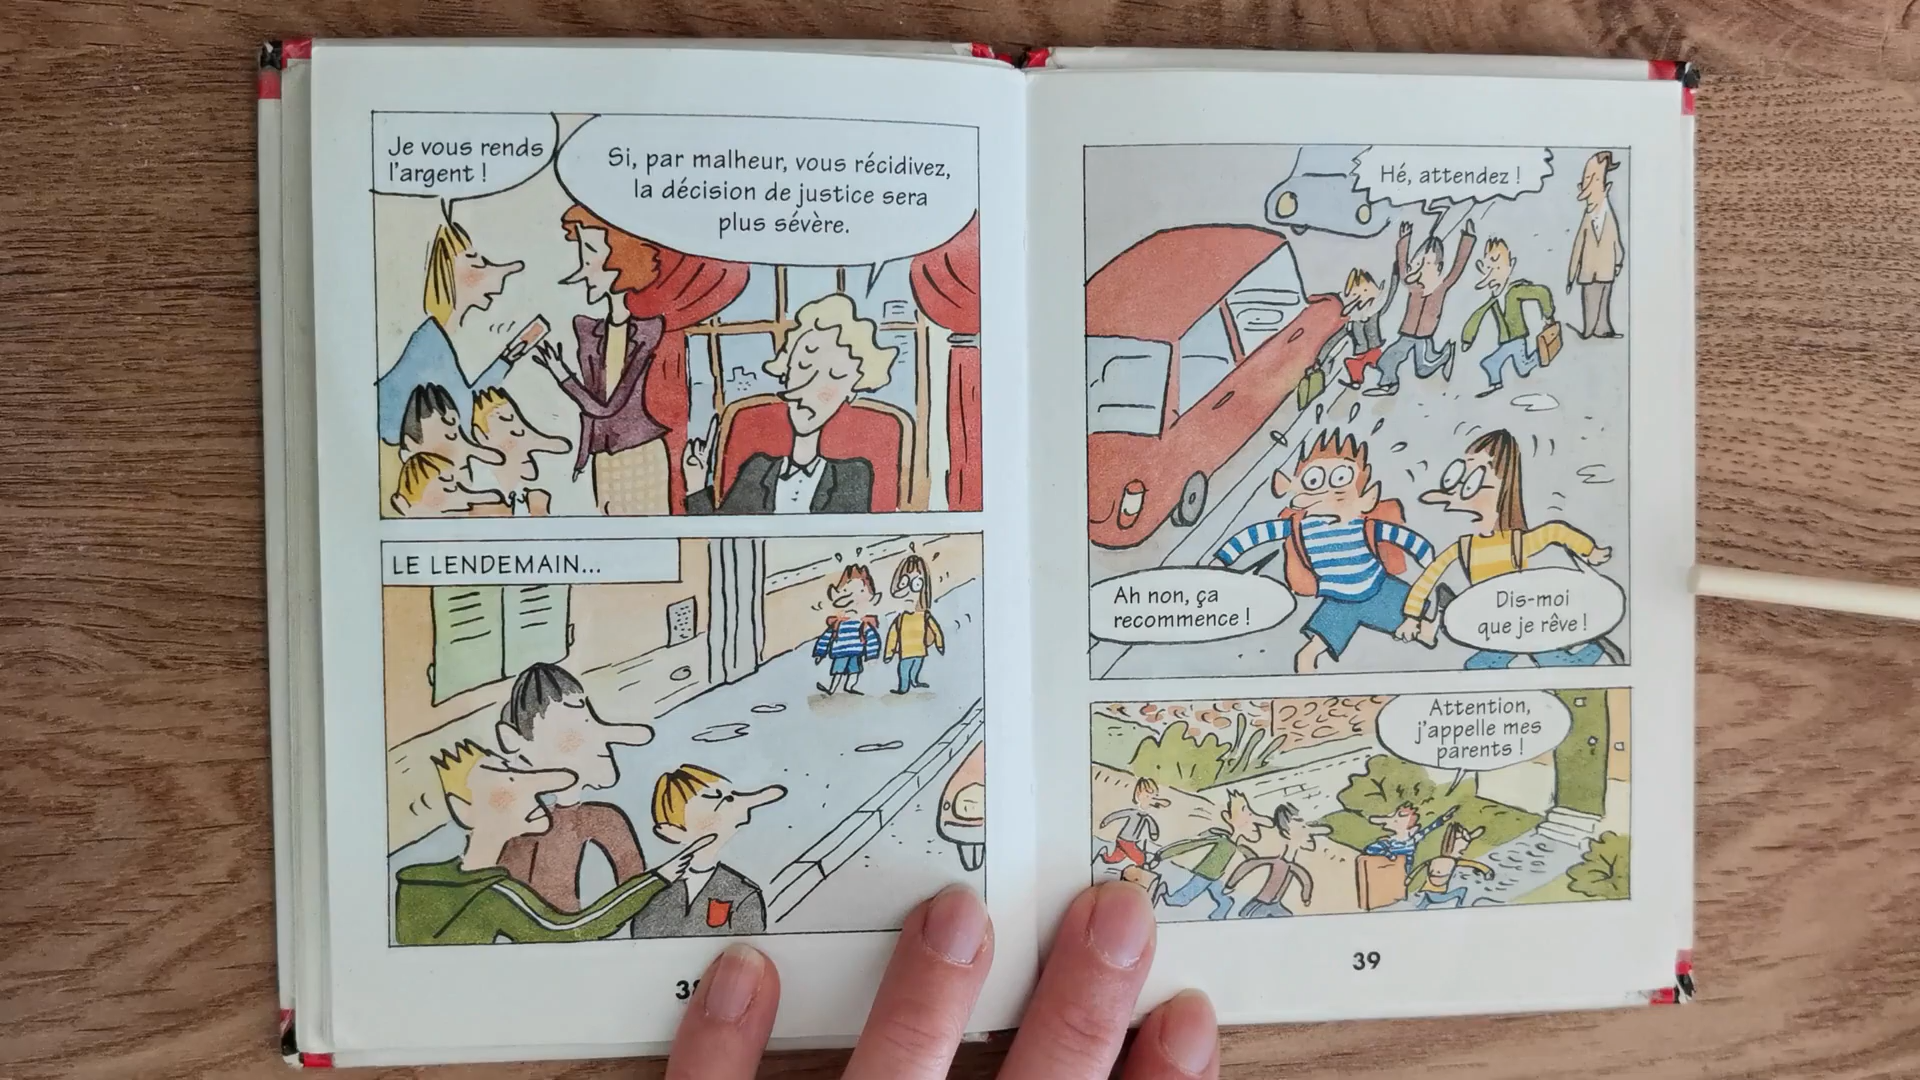 Je vous rends
l'argent !
Si, par malheur, vous récidivez,
la décision de justice sera
plus sévère.
LE LENDEMAIN...
Hé, attendez !
Ah non, ça
recommence !
Dis-moi
que je rêve !
Attention,
j'appelle mes
parents !
39